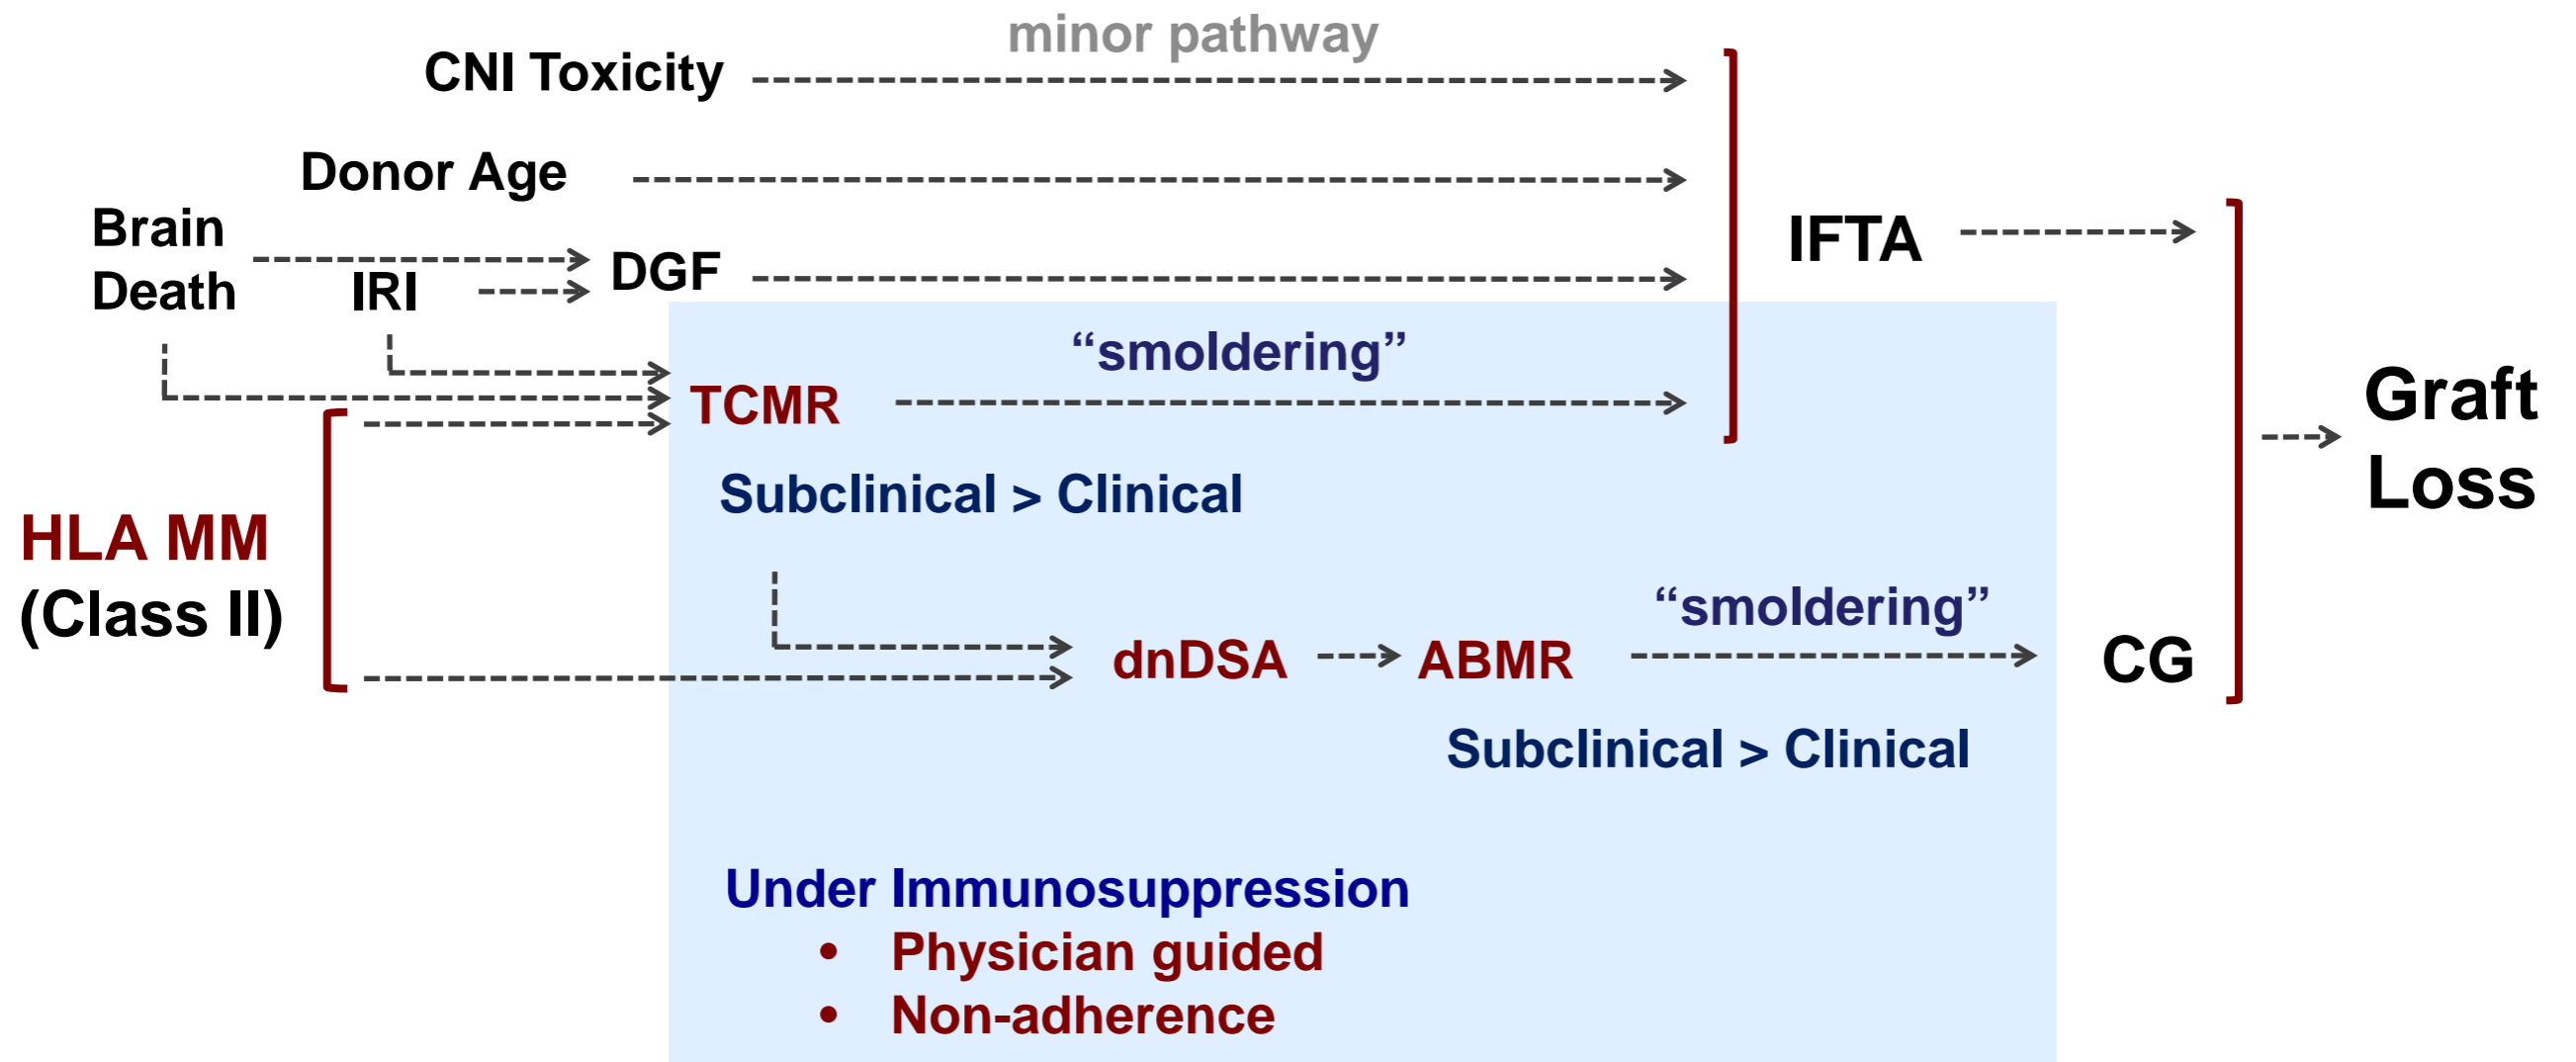 minor pathway
CNI Toxicity
Donor Age
Brain
Death
IRI
DGF
IFTA
“smoldering”
TCMR
Subclinical > Clinical
Graft
Loss
HLA MM
(Class II)
“smoldering”
dnDSA
ABMR
CG
Subclinical > Clinical
Under Immunosuppression
• Physician guided
• Non-adherence